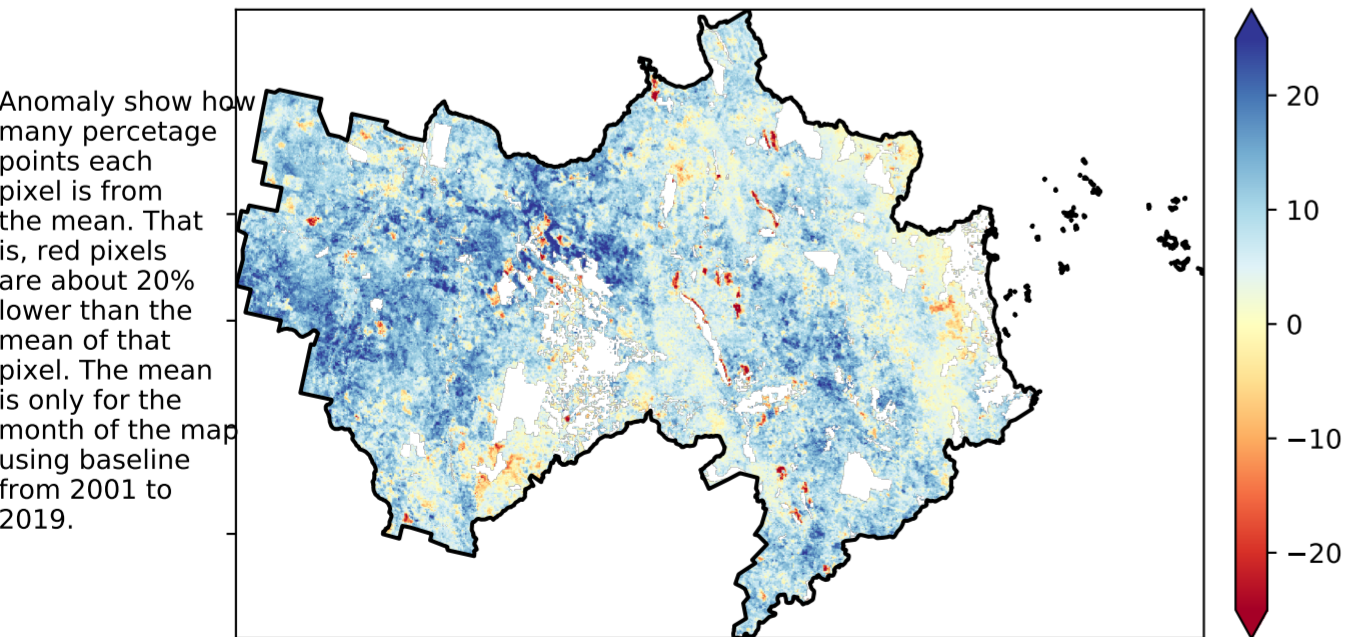 Anomaly show how
many percetage
points each
pixel is from
the mean. That
is, red pixels
are about 20%
lower than the
mean of that
pixel. The mean
is only for the
month of the map
using baseline
from 2001 to
2019.
20
10
0
−10
−20